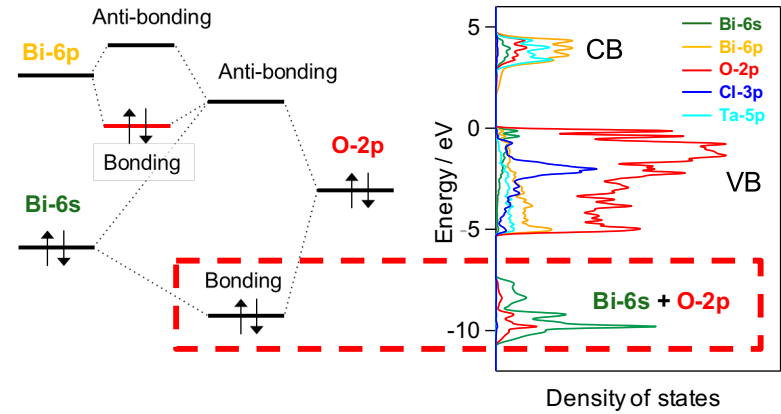 Anti-bonding
Bi-6p
Anti-bonding
Bonding
O-2p
Bi-6s
Bonding
5
0
-5
-10
Energy / eV
Bi-6s
Bi-6p
O-2p
Cl-3p
Ta-5p
CB
VB
Bi-6s + O-2p
Density of states